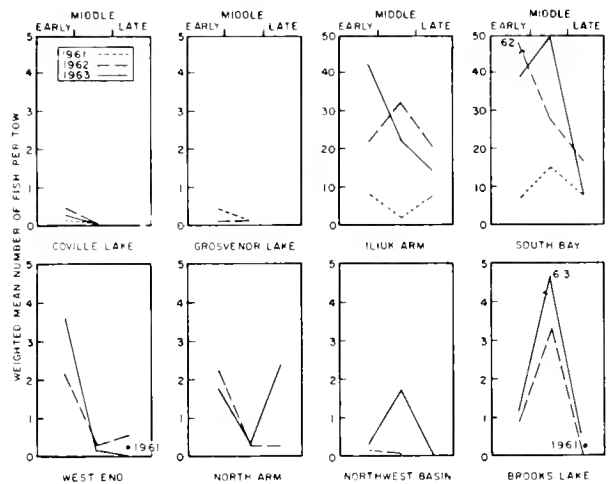 MIDDLE MIDDLE MIDDLE MIDDLE
EARLY LATE EARLY LATE EARLY LATE EARLY LATE
5 5 50 50
62
1961
1962
1963
4 4 40 40
3 3 30 30
2 2 20 20
1 1 10 10
0 0 0 0
COVILLE LAKE GROSVENOR LAKE ILIUK ARM SOUTH BAY
WEIGHTED MEAN NUMBER OF FISH PER TOW
5 5 5 5
63
4 4 4 4
3 3 3 3
2 2 2 2
1 1 1 1
1961 1961
0 0 0 0
WEST END NORTH ARM NORTHWEST BASIN BROOKS LAKE